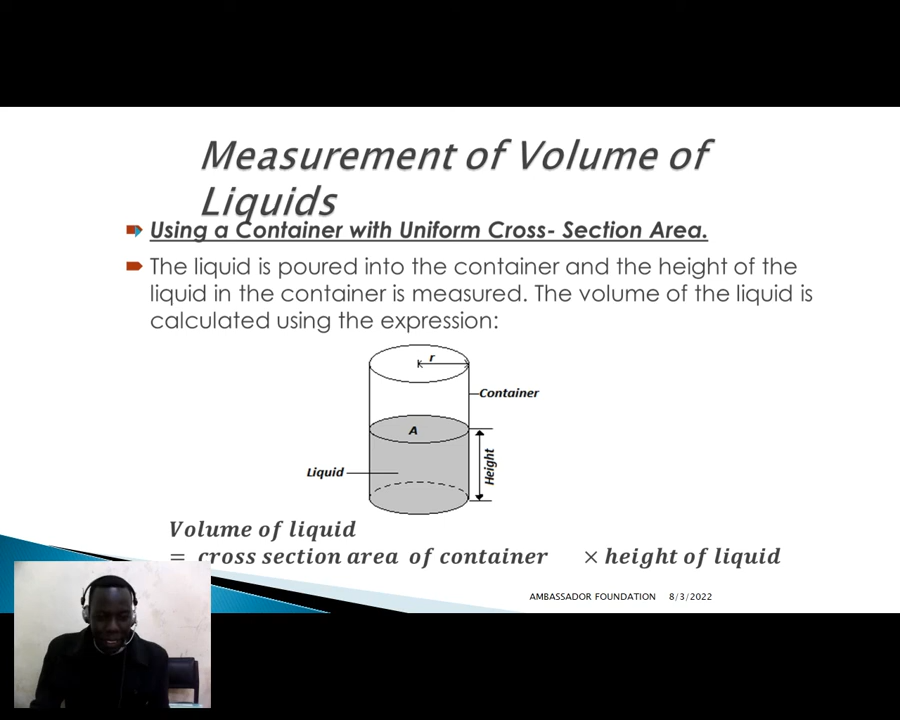 Measurement of Volume of
Liquids
Using a Container with Uniform Cross- Section Area.
The liquid is poured into the container and the height of the
liquid in the container is measured. The volume of the liquid is
calculated using the expression:
r
Container
A
Liquid
Height
Volume of liquid
= cross section area of container × height of liquid
AMBASSADOR FOUNDATION 8/3/2022